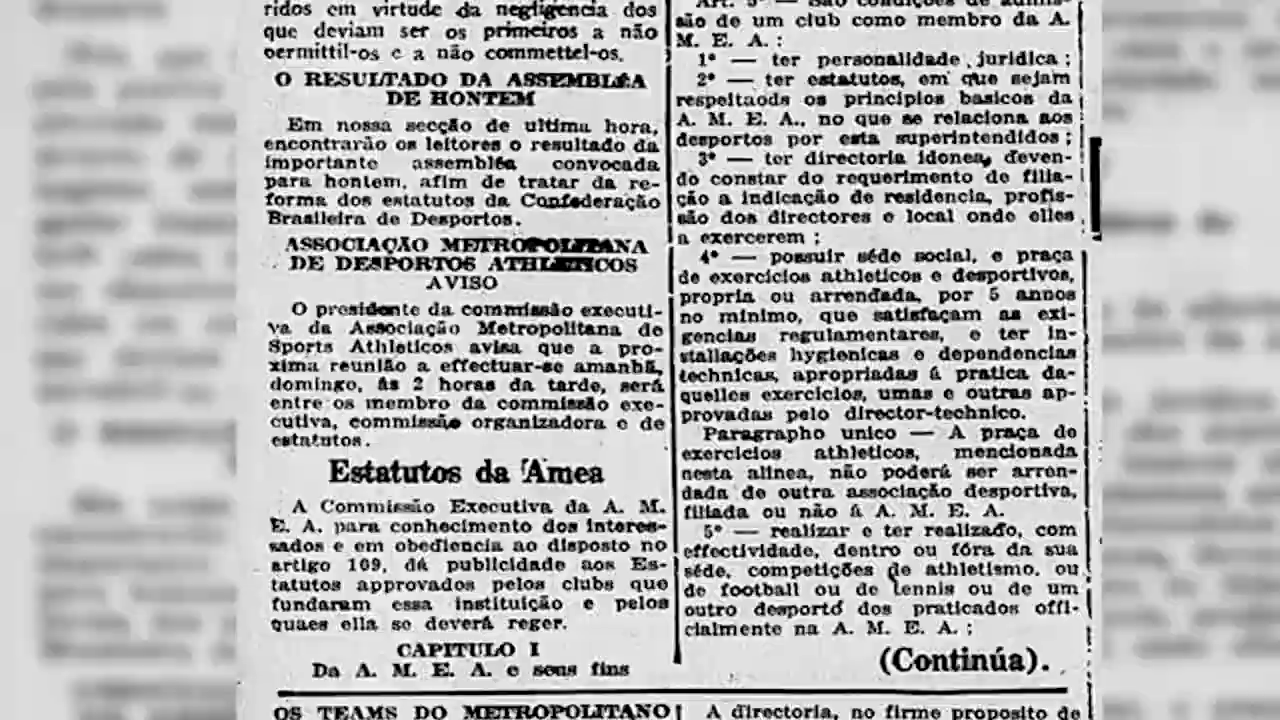 ridos em virtude da negligencia dos
que deviam ser os primeiros a não
permittil-os e a não commettel-os.
O RESULTADO DA ASSEMBLÉA
DE HONTEM
Em nossa secção de ultima hora,
encontrarão os leitores o resultado da
importante assembléa convocada
para hontem, afim de tratar da re-
forma dos estatutos da Confederação
Brasileira de Desportos.
ASSOCIAÇÃO METROPOLITANA
DE DESPORTOS ATHLETICOS
AVISO
O presidente da commissão executi-
va da Associação Metropolitana de
Sports Athleticos avisa que a pro-
xima reunião a effectuar-se amanhã,
domingo, ás 2 horas da tarde, será
entre os membro da commissão exe-
cutiva, commissão organizadora e de
estatutos.
Estatutos da Amea
A Commissão Executiva da A. M.
E. A. para conhecimento dos interes-
sados e em obediencia ao disposto no
artigo 109, dá publicidade aos Es-
tatutos approvados pelos clubs que
fundaram essa instituição e pelos
quaes ella se deverá reger.
CAPITULO I
Da A. M. E. A. e seus fins
OS TEAMS DO METROPOLITANO
Art. 5º — São condições de admis-
são de um club como membro da A.
M. E. A.:
1º — ter personalidade juridica;
2º — ter estatutos, em que sejam
respeitaods os principios basicos da
A. M. E. A., no que se relaciona aos
desportos por esta superintendidos;
3º — ter directoria idonea, deven-
do constar do requerimento de filia-
ção a indicação de residencia, profis-
são dos directores e local onde elles
a exercerem;
4º — possuir séde social, e praça
de exercicios athleticos e desportivos,
propria ou arrendada, por 5 annos
no minimo, que satisfaçam as exi-
gencias regulamentares, e ter in-
stallações hygienicas e dependencias
technicas, apropriadas á pratica da-
quelles exercicios, umas e outras ap-
provadas pelo director-technico.
Paragrapho unico — A praça de
exercicios athleticos, mencionada
nesta alinea, não poderá ser arren-
dada de outra associação desportiva,
filiada ou não á A. M. E. A.
5º — realizar e ter realizado, com
effectividade, dentro ou fóra da sua
séde, competições de athletismo, ou
de football ou de tennis ou de um
outro desporto dos praticados offi-
cialmente na A. M. E. A.;
(Continúa).
A directoria, no firme proposito de